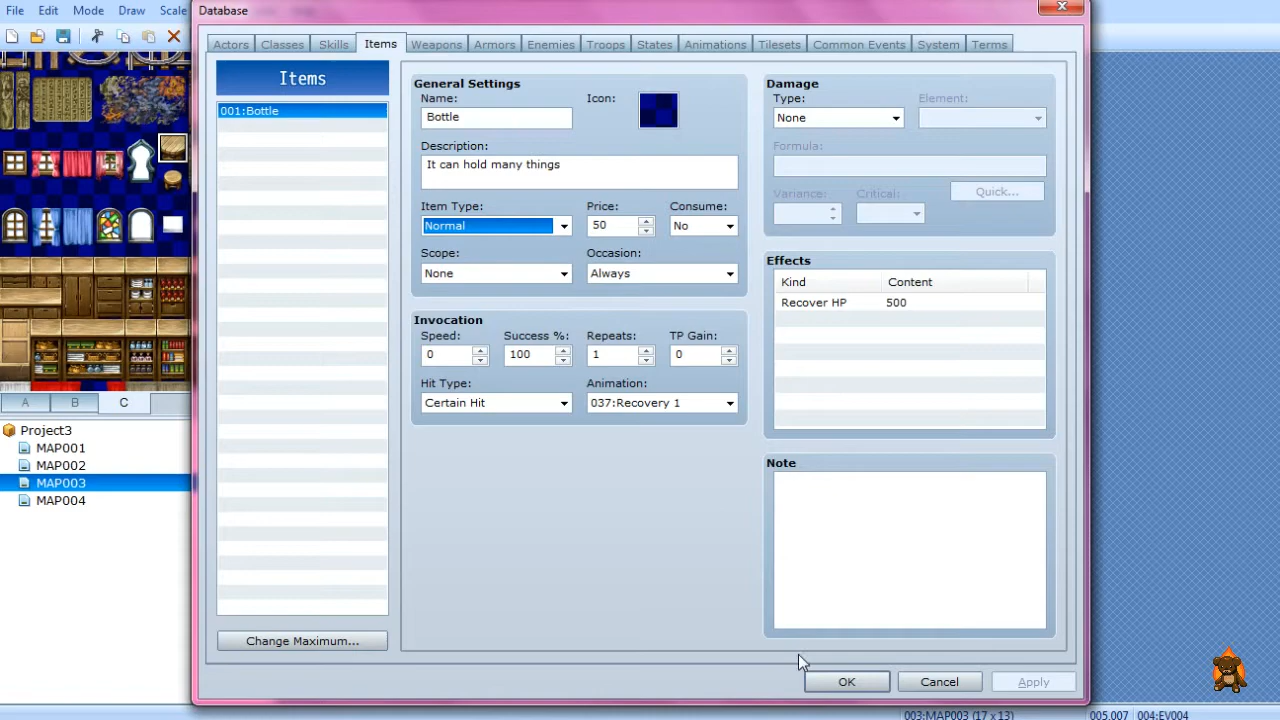 File Edit Mode Draw Scale
Database
Actors Classes Skills Items Weapons Armors Enemies Troops States Animations Tilesets Common Events System Terms
Items
001:Bottle
Change Maximum...
General Settings
Name: Icon:
Bottle
Description:
It can hold many things
Item Type: Price: Consume:
Normal 50 No
Scope: Occasion:
None Always
Invocation
Speed: Success %: Repeats: TP Gain:
0 100 1 0
Hit Type: Animation:
Certain Hit 037:Recovery 1
Damage
Type: Element:
None
Formula:
Variance: Critical: Quick...
Effects
Kind Content
Recover HP 500
Note
OK Cancel Apply
A B C
Project3
MAP001
MAP002
MAP003
MAP004
003:MAP003 (17 x 13) 005,007 004:EV004